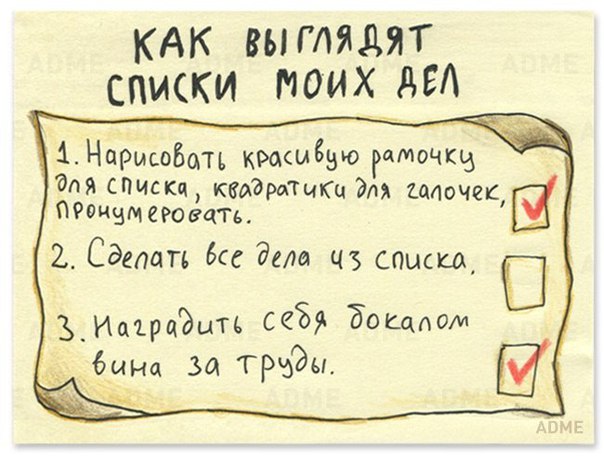 КАК ВЫГЛЯДЯТ
СПИСКИ МОИХ ДЕЛ
1. Нарисовать красивую рамочку
для списка, квадратики для галочек,
пронумеровать.
2. Сделать все дела из списка.
3. Наградить себя бокалом
вина за труды.
ADME